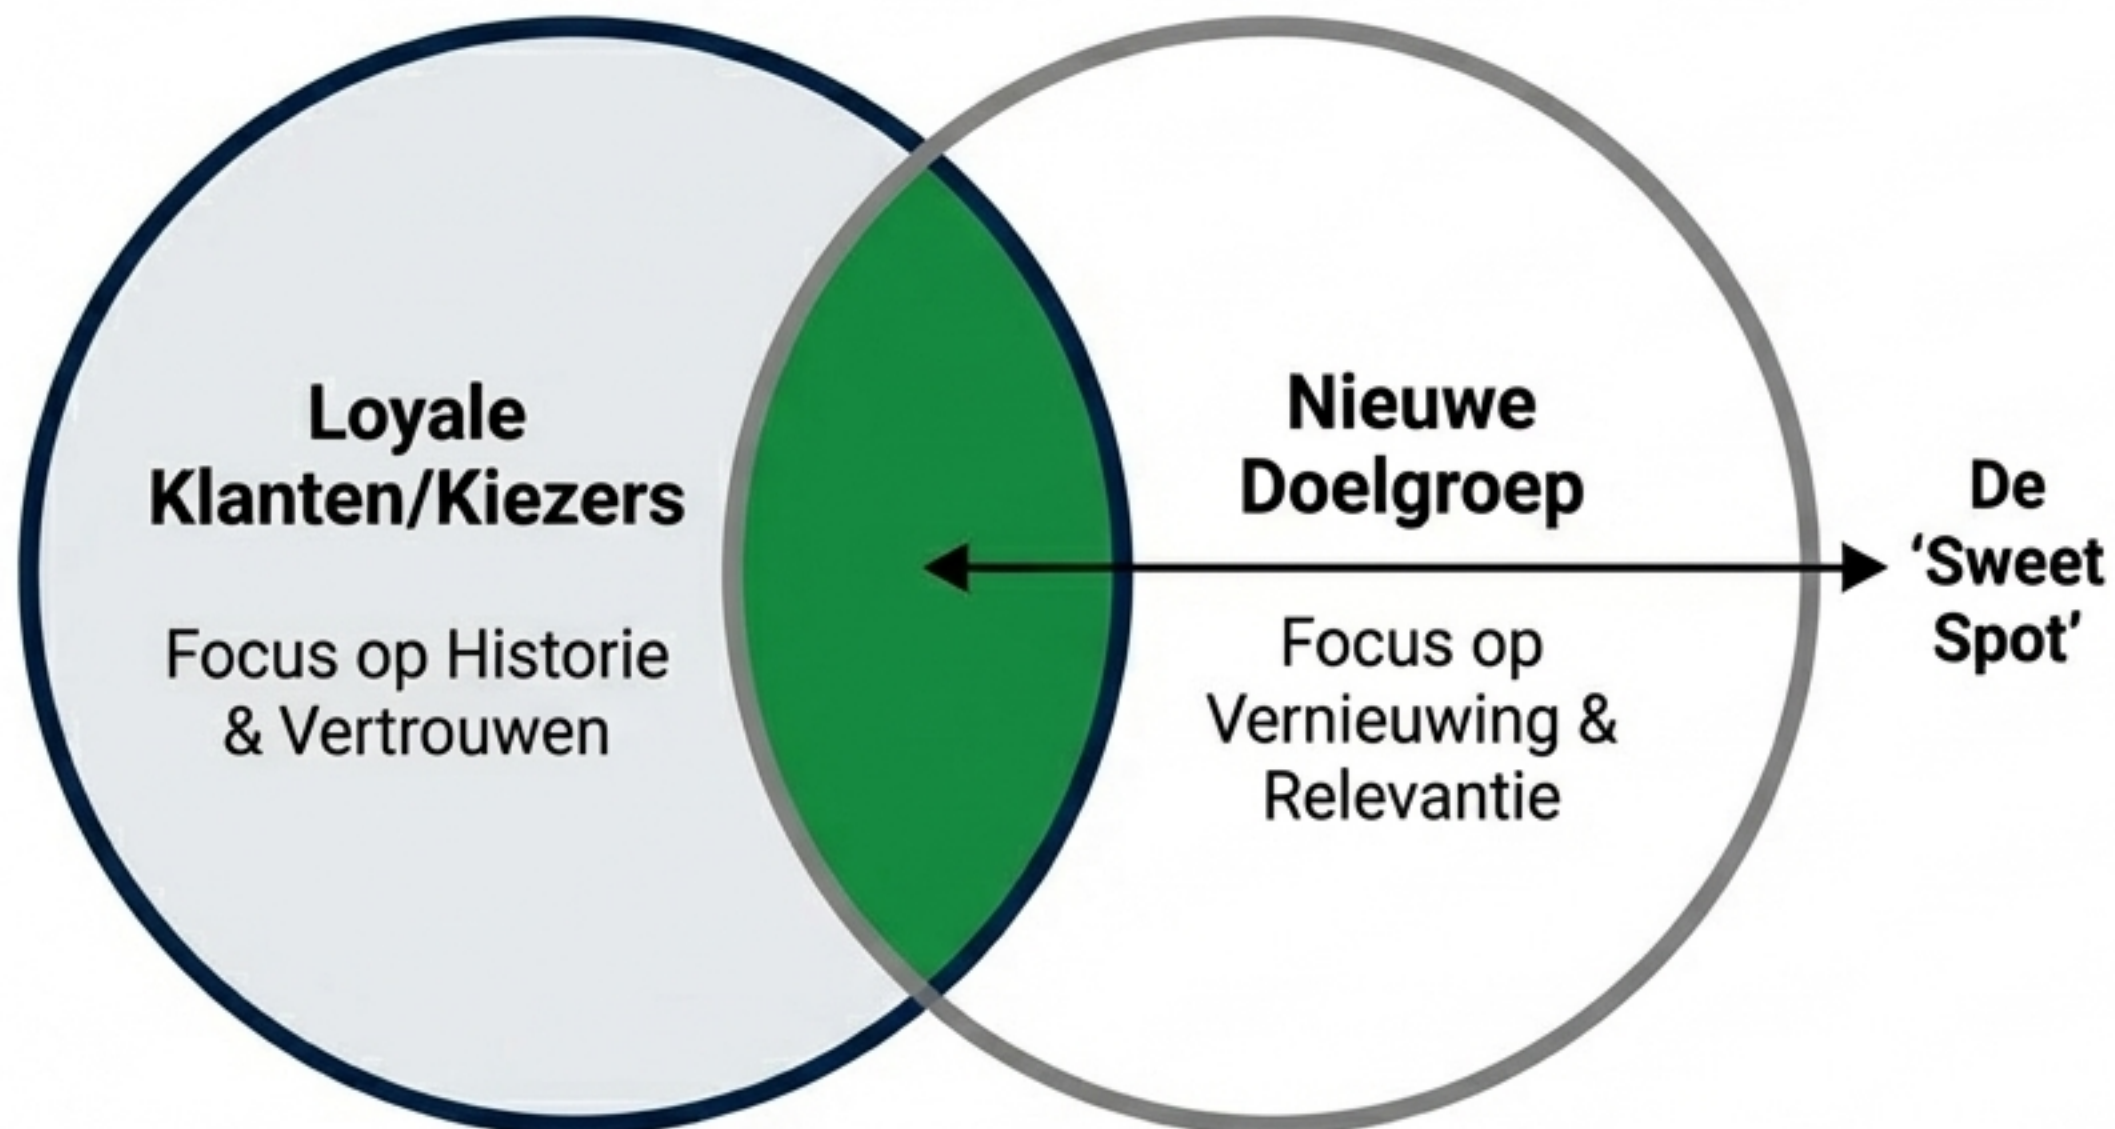 Loyale
Klanten/Kiezers
Focus op Historie
& Vertrouwen
Nieuwe
Doelgroep
Focus op
Vernieuwing &
Relevantie
De
‘Sweet
Spot’